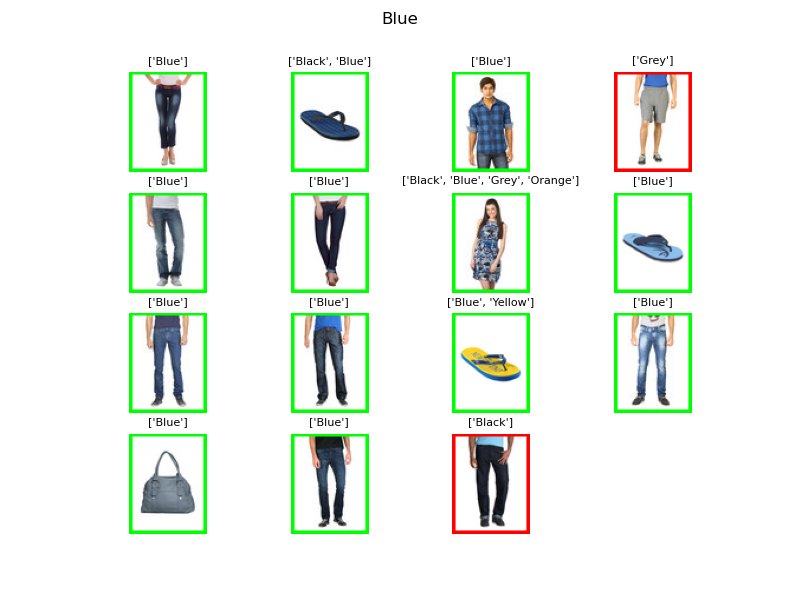 Blue
['Blue'] ['Black', 'Blue'] ['Blue'] ['Grey']
['Blue'] ['Blue'] ['Black', 'Blue', 'Grey', 'Orange'] ['Blue']
['Blue'] ['Blue'] ['Blue', 'Yellow'] ['Blue']
['Blue'] ['Blue'] ['Black']